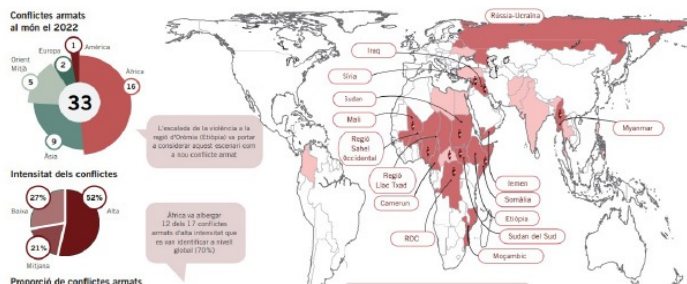 Conflictes armats
al món el 2022
Amèrica
1
Europa
2
Orient
Mitjà
5
Àfrica
16
33
9
Àsia
L'escalada de la violència a la
regió d'Oròmia (Etiòpia) va portar
a considerar aquest escenari com
a nou conflicte armat
Intensitat dels conflictes
27%
Baixa
52%
Alta
21%
Mitjana
Àfrica va albergar
12 dels 17 conflictes
armats d'alta intensitat que
es van identificar a nivell
global (70%)
Proporció de conflictes armats
Rússia-Ucraïna
Iraq
Síria
Sudan
Mali
Regió
Sahel
Occidental
Regió
Llac Txad
Camerun
RDC
Myanmar
Iemen
Somàlia
Etiòpia
Sudan del Sud
Moçambic